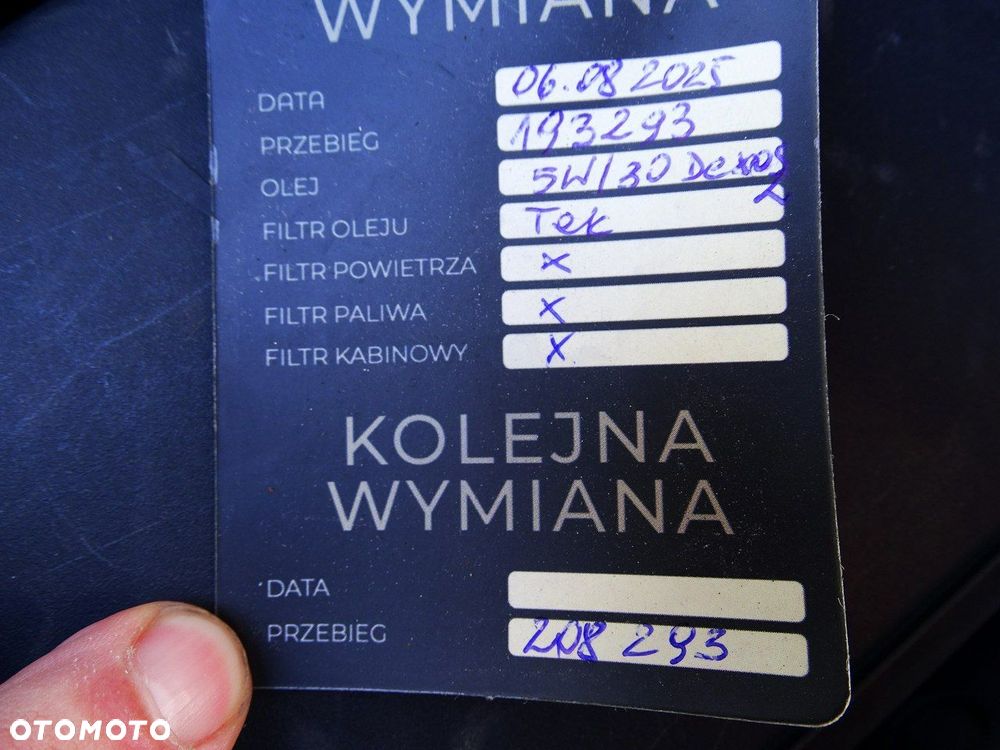 WYMIANA
DATA 06.08 2025
PRZEBIEG 193293
OLEJ 5W/30 Dexos 2
FILTR OLEJU Tek
FILTR POWIETRZA x
FILTR PALIWA x
FILTR KABINOWY x
KOLEJNA
WYMIANA
DATA
PRZEBIEG 208 293
OTOMOTO